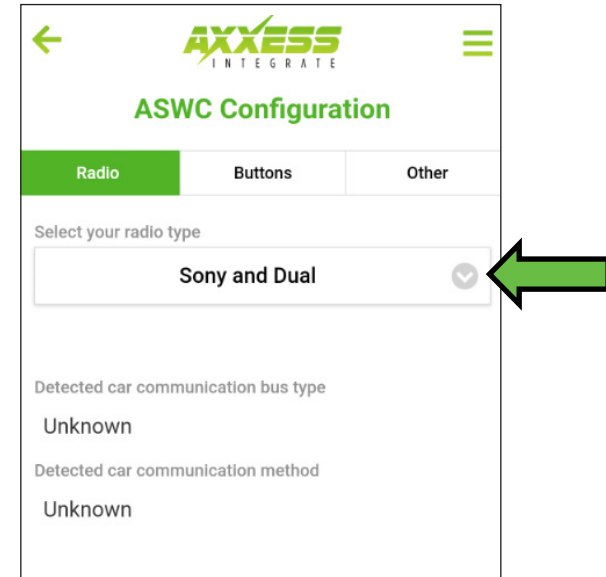 AXXESS
INTEGRATE
ASWC Configuration
Radio Buttons Other
Select your radio type
Sony and Dual
Detected car communication bus type
Unknown
Detected car communication method
Unknown